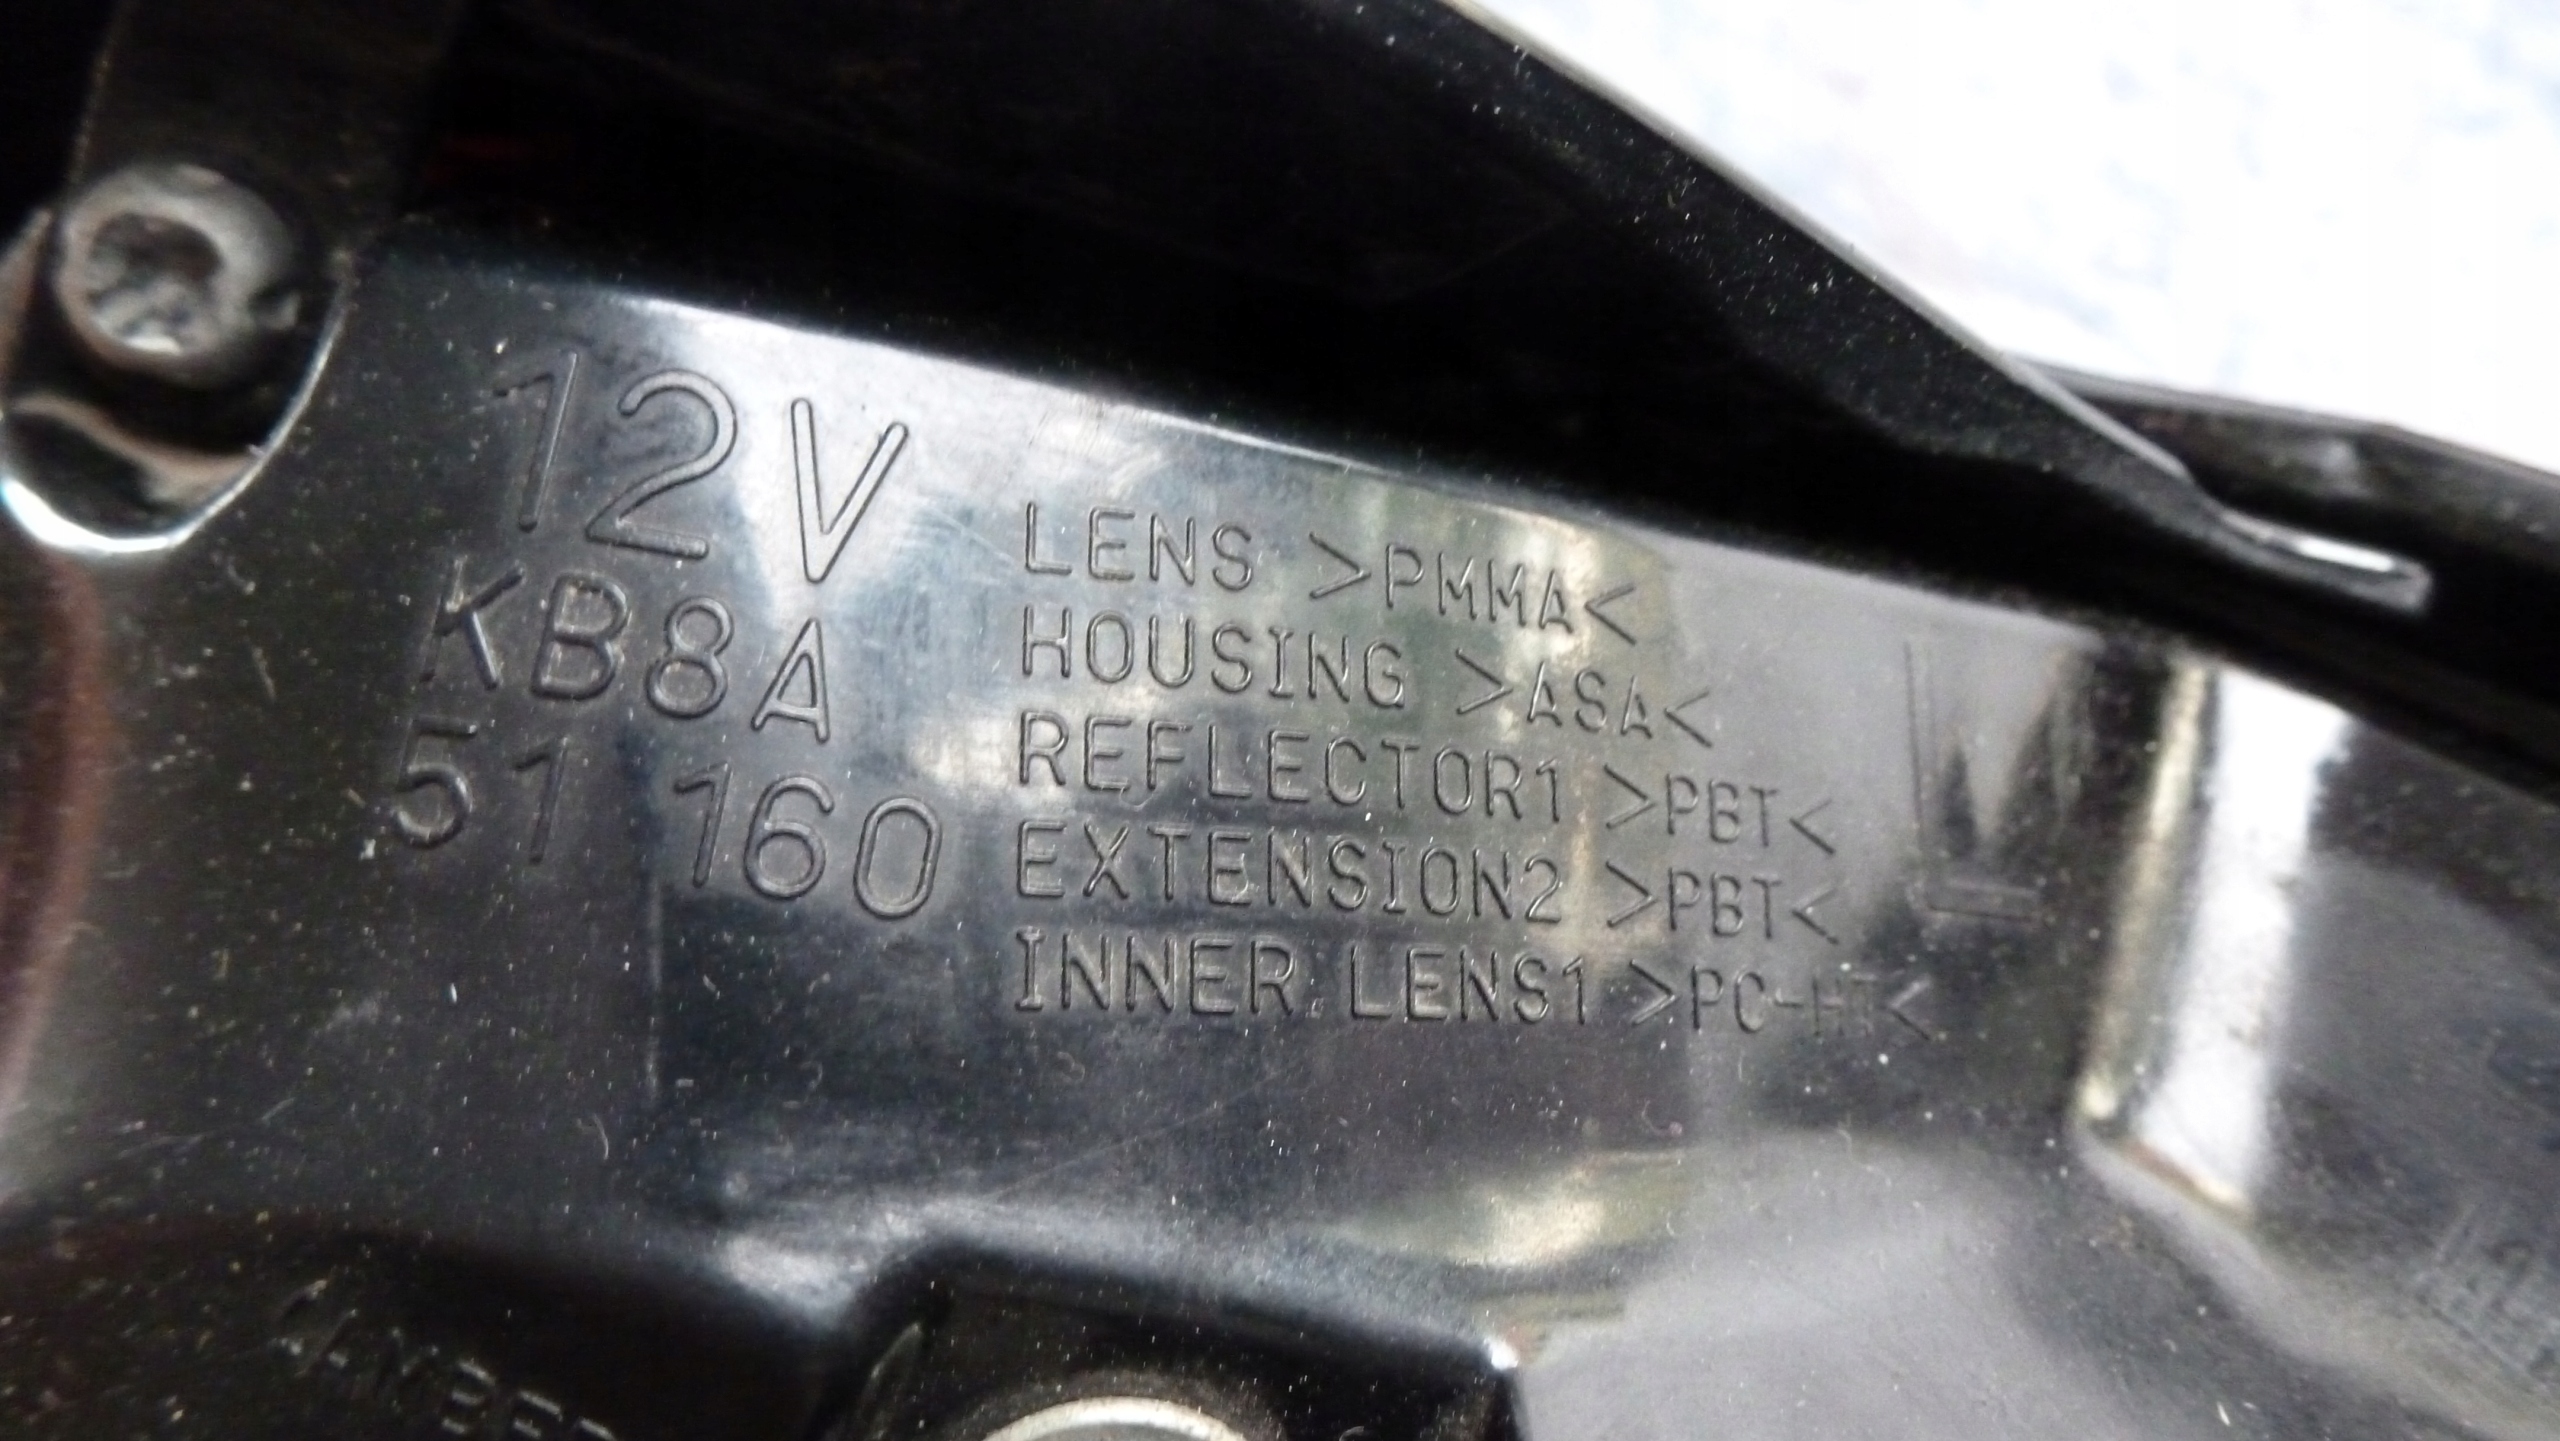 12V
KB8A
51 160
LENS >PMMA<
HOUSING >ASA<
REFLECTOR1 >PBT<
EXTENSION2 >PBT<
INNER LENS1 >PC-HT<
L